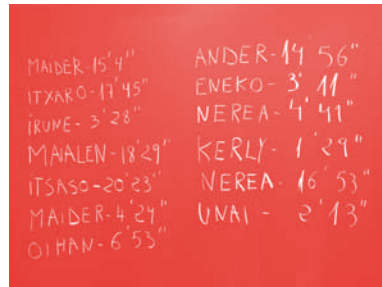 MAIDER-15'4"
ITXARO-17'45"
IRUNE-3'28"
MAIALEN-18'29"
ITSASO-20'23"
MAIDER-4'24"
OIHAN-6'53"
ANDER-14 56"
ENEKO-3' 11"
NEREA-4'41"
KERLY-1'29"
NEREA-16'53"
UNAI-2'13"